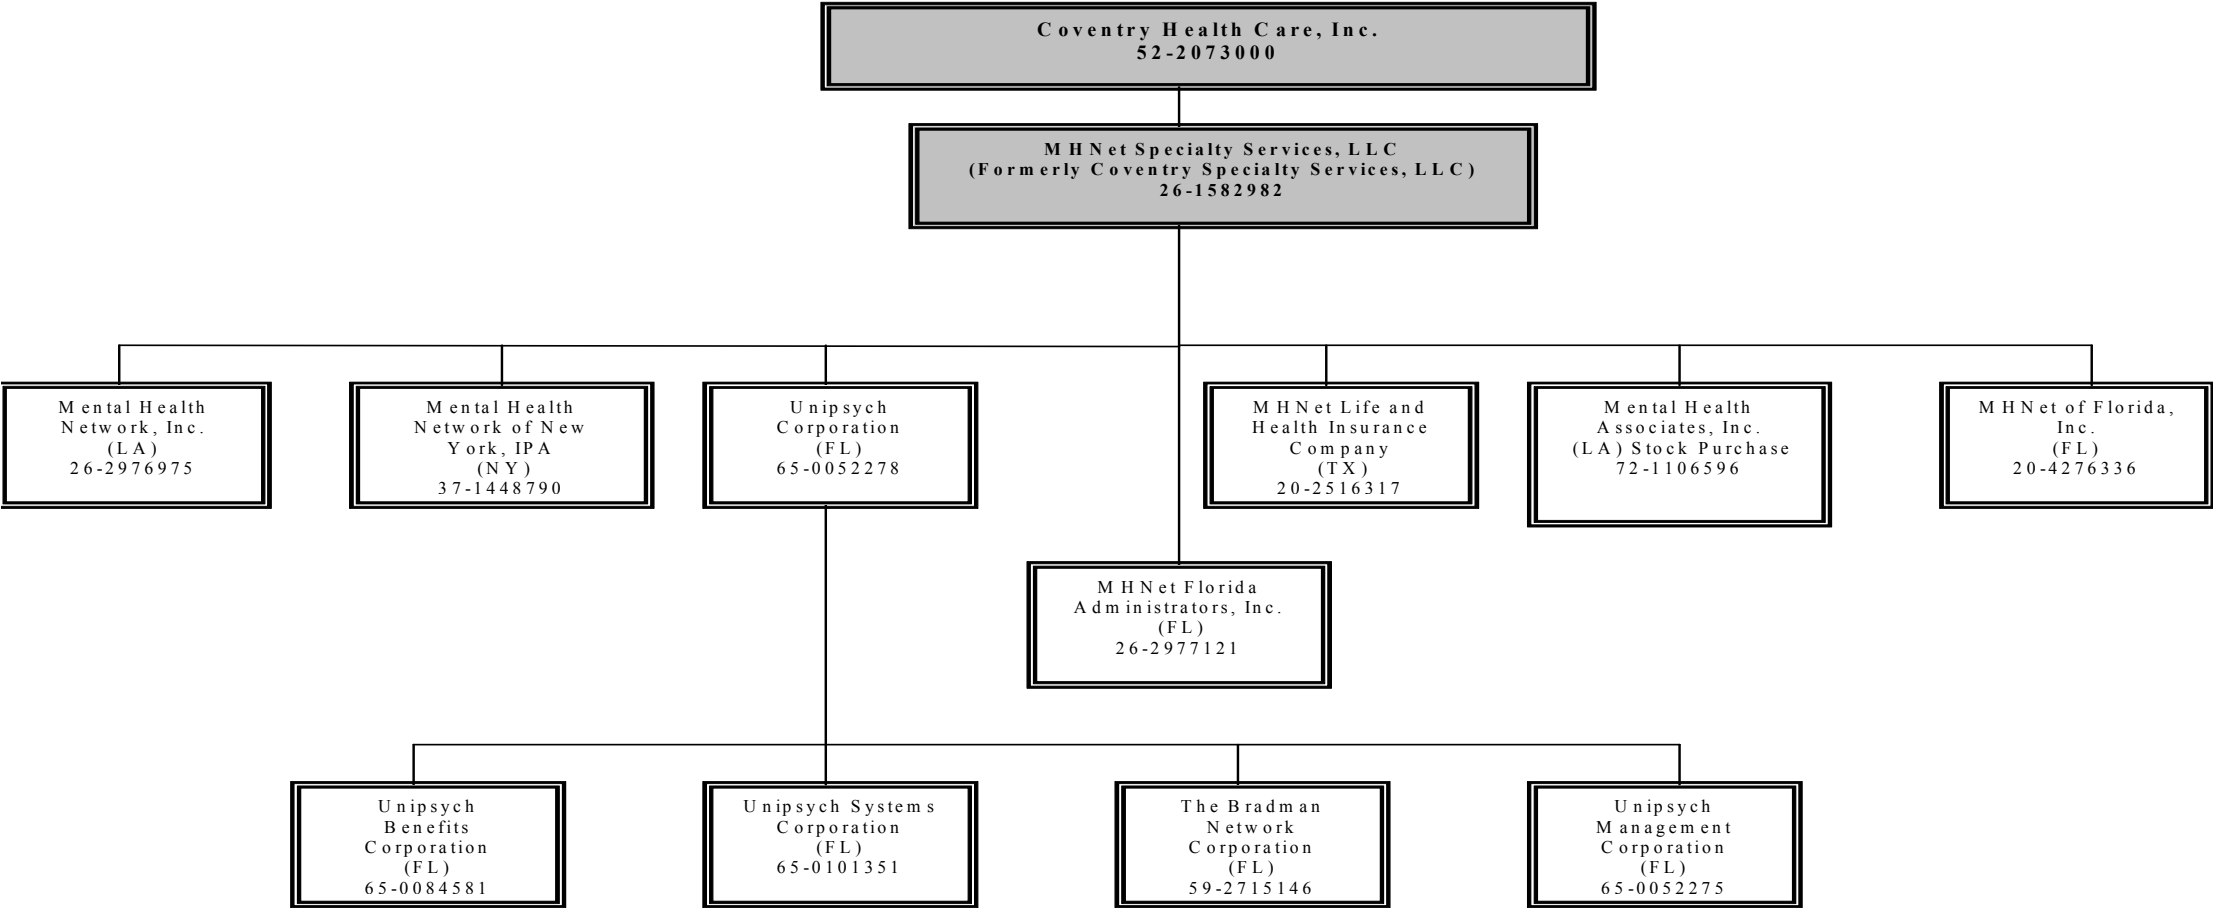 Coventry Health Care, Inc.
52-2073000
MHNet Specialty Services, LLC
(Formerly Coventry Specialty Services, LLC)
26-1582982
Mental Health
Network, Inc.
(LA)
26-2976975
Mental Health
Network of New
York, IPA
(NY)
37-1448790
Unipsych
Corporation
(FL)
65-0052278
MHNet Life and
Health Insurance
Company
(TX)
20-2516317
Mental Health
Associates, Inc.
(LA) Stock Purchase
72-1106596
MHNet of Florida,
Inc.
(FL)
20-4276336
MHNet Florida
Administrators, Inc.
(FL)
26-2977121
Unipsych
Benefits
Corporation
(FL)
65-0084581
Unipsych Systems
Corporation
(FL)
65-0101351
The Bradman
Network
Corporation
(FL)
59-2715146
Unipsych
Management
Corporation
(FL)
65-0052275